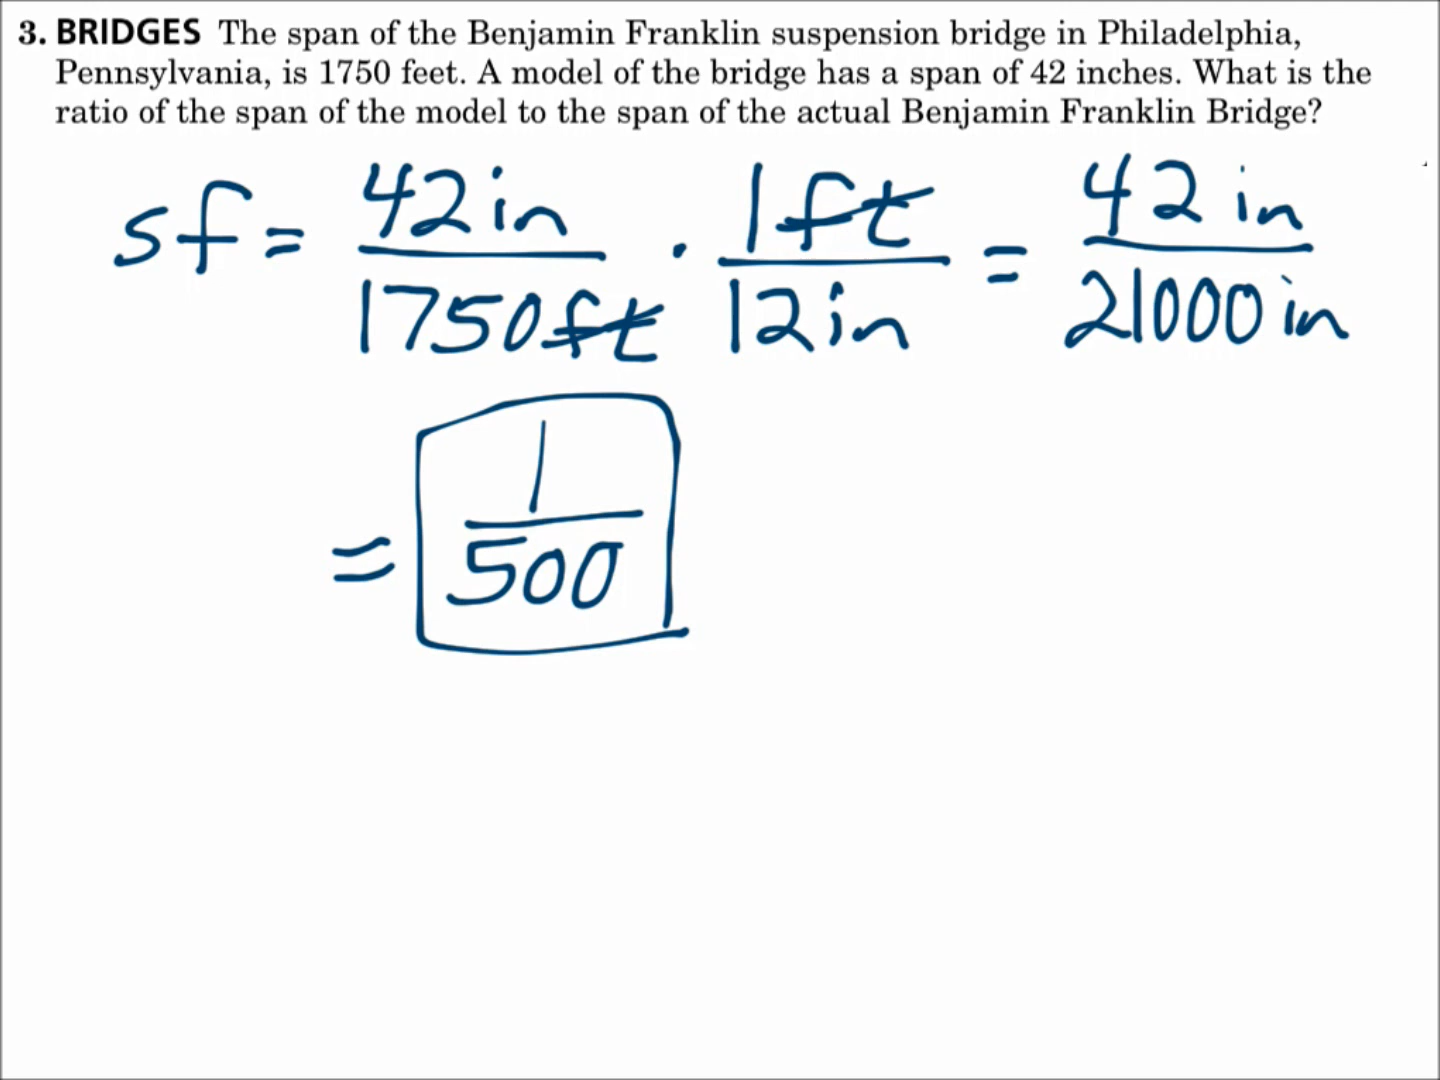 3. BRIDGES The span of the Benjamin Franklin suspension bridge in Philadelphia,
Pennsylvania, is 1750 feet. A model of the bridge has a span of 42 inches. What is the
ratio of the span of the model to the span of the actual Benjamin Franklin Bridge?
sf = 42 in / 1750 ft · 1 ft / 12 in = 42 in / 21000 in
= 1 / 500